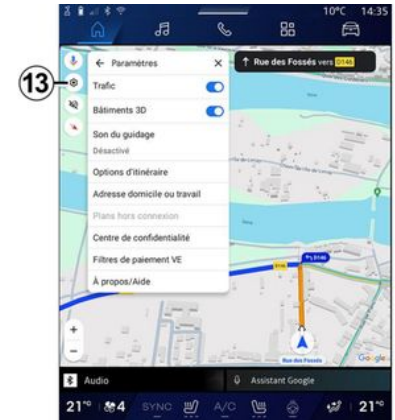 10°C 14:35
← Paramètres ×
↑ Rue des Fossés vers D146
13
Trafic
Bâtiments 3D
Son du guidage
Désactivé
Options d'itinéraire
Adresse domicile ou travail
Plans hors connexion
Centre de confidentialité
Filtres de paiement VE
À propos/Aide
D146
D146
+
−
Rue des Fossés
Google
Audio
Assistant Google
21°C 4 SYNC A/C 21°C